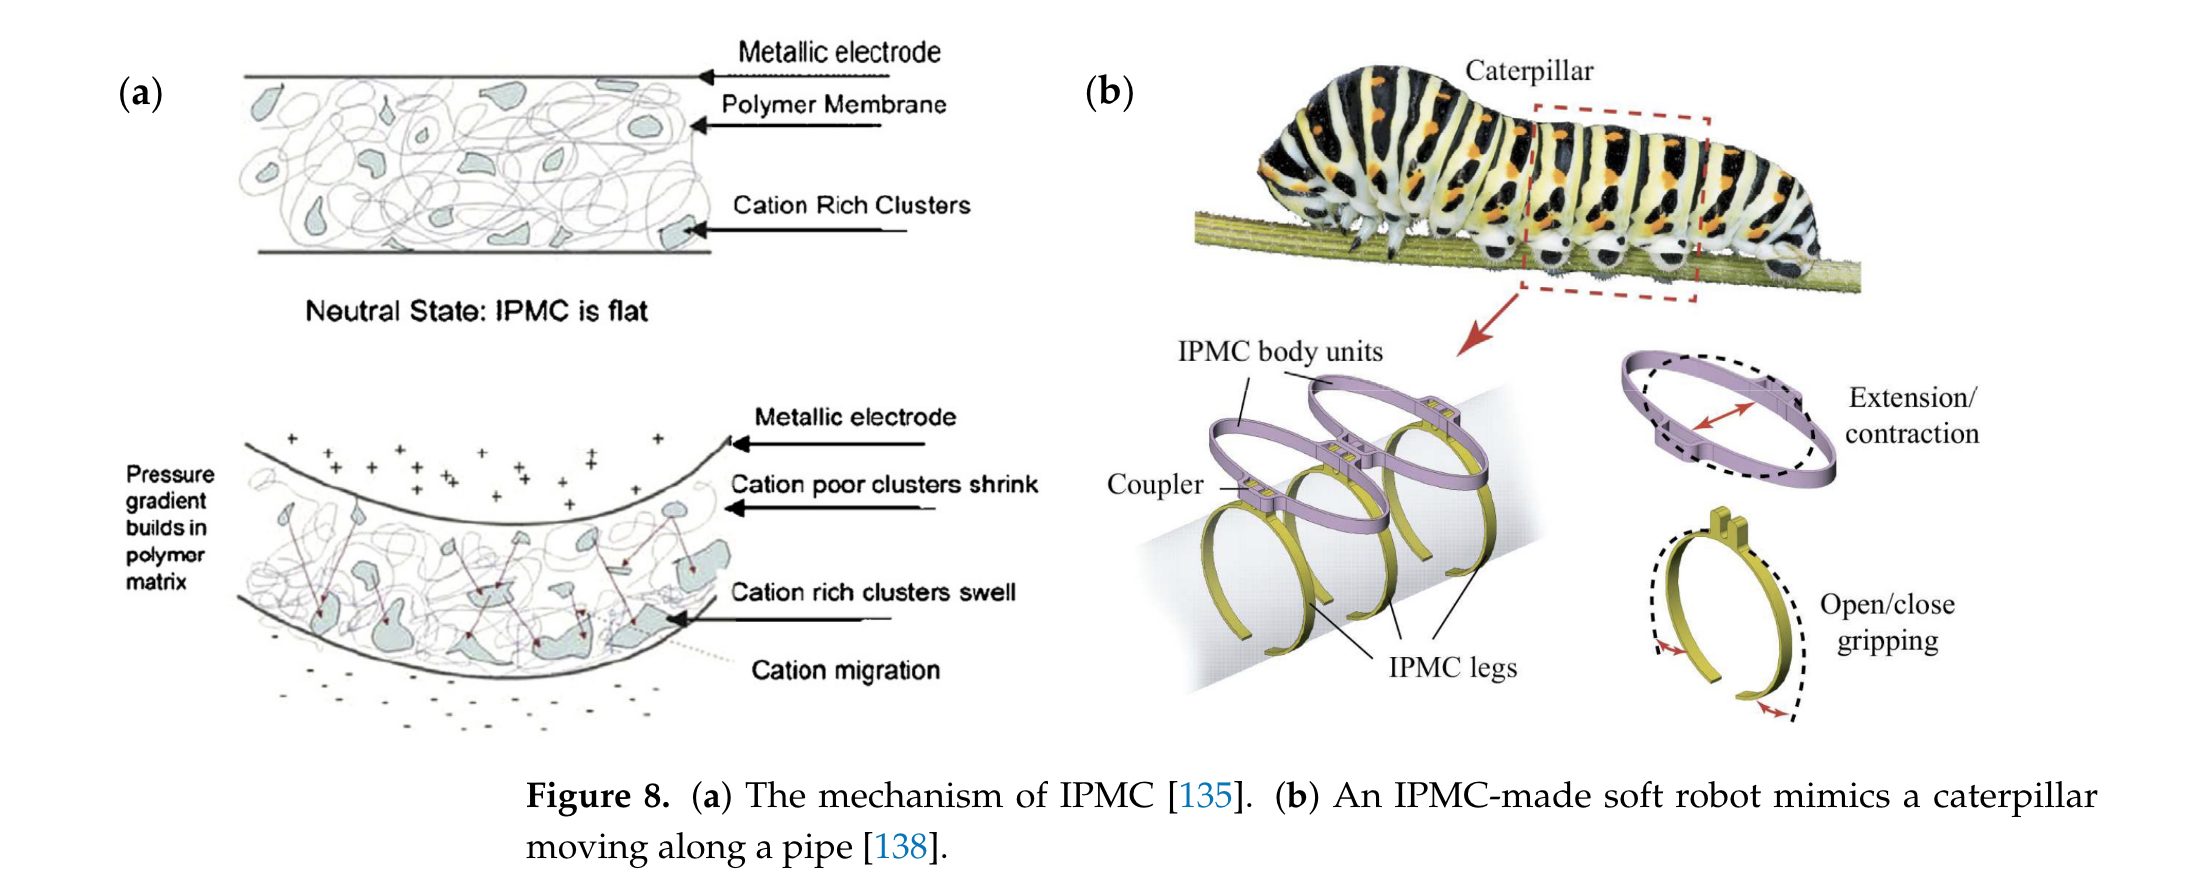 (a)
Metallic electrode
Polymer Membrane
Cation Rich Clusters
Neutral State: IPMC is flat
Metallic electrode
Pressure
gradient
builds in
polymer
matrix
Cation poor clusters shrink
Cation rich clusters swell
Cation migration
(b)
Caterpillar
IPMC body units
Coupler
IPMC legs
Extension/
contraction
Open/close
gripping
Figure 8. (a) The mechanism of IPMC [135]. (b) An IPMC-made soft robot mimics a caterpillar
moving along a pipe [138].